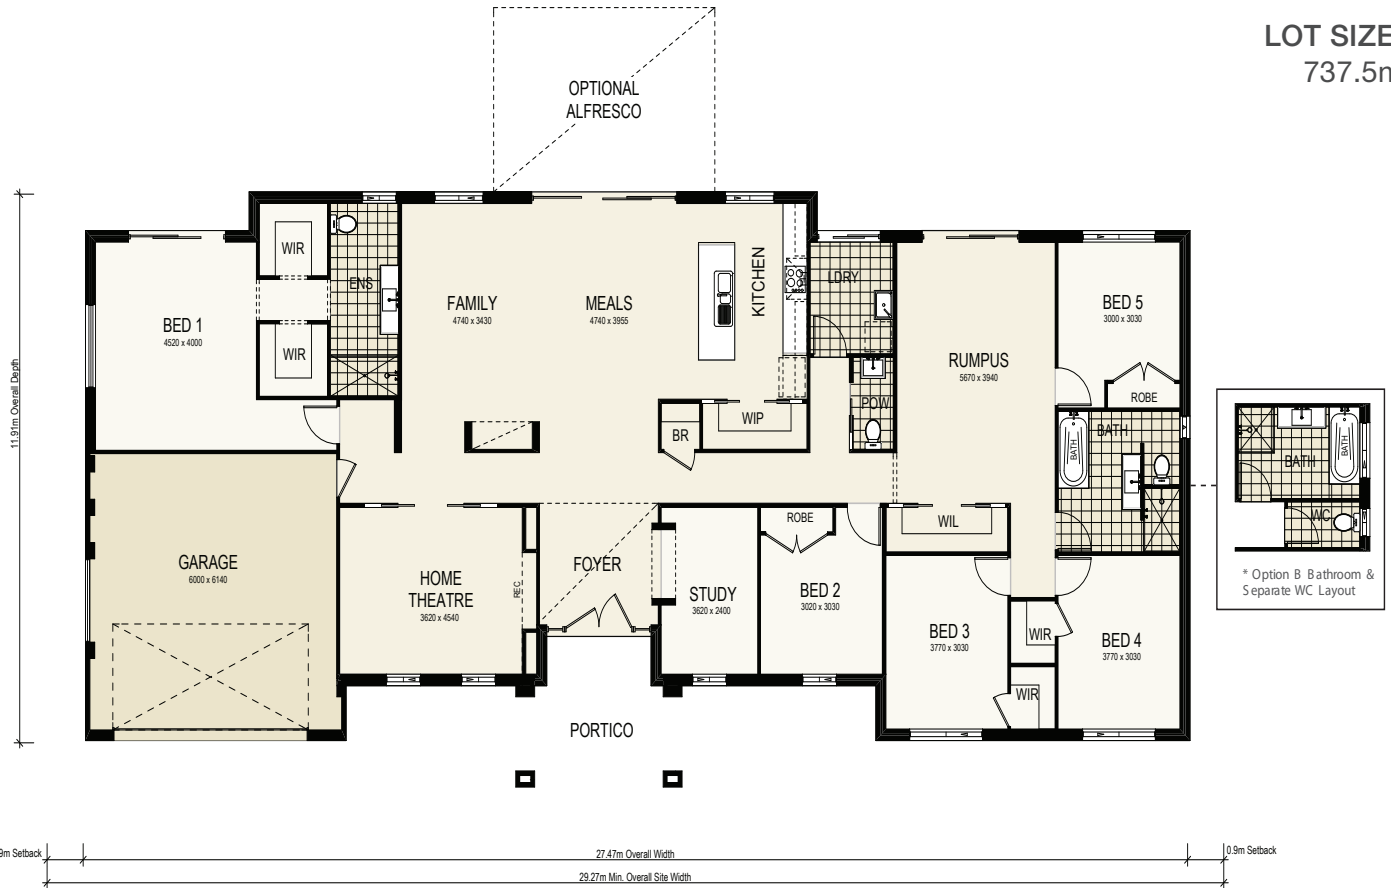 LOT SIZE
737.5m
OPTIONAL
ALFRESCO
WIR
ENS
WIR
BED 1
4520 x 4000
FAMILY
4740 x 3430
MEALS
4740 x 3955
KITCHEN
LDRY
POW
WIP
BR
RUMPUS
5670 x 3940
BED 5
3000 x 3030
ROBE
BATH
BATH
11.91m Overall Depth
GARAGE
6000 x 6140
HOME
THEATRE
3620 x 4540
REC
FOYER
STUDY
3620 x 2400
ROBE
BED 2
3020 x 3030
WIL
BED 3
3770 x 3030
WIR
WIR
BED 4
3770 x 3030
PORTICO
BATH
BATH
WC
* Option B Bathroom &
Separate WC Layout
9m Setback
27.47m Overall Width
0.9m Setback
29.27m Min. Overall Site Width